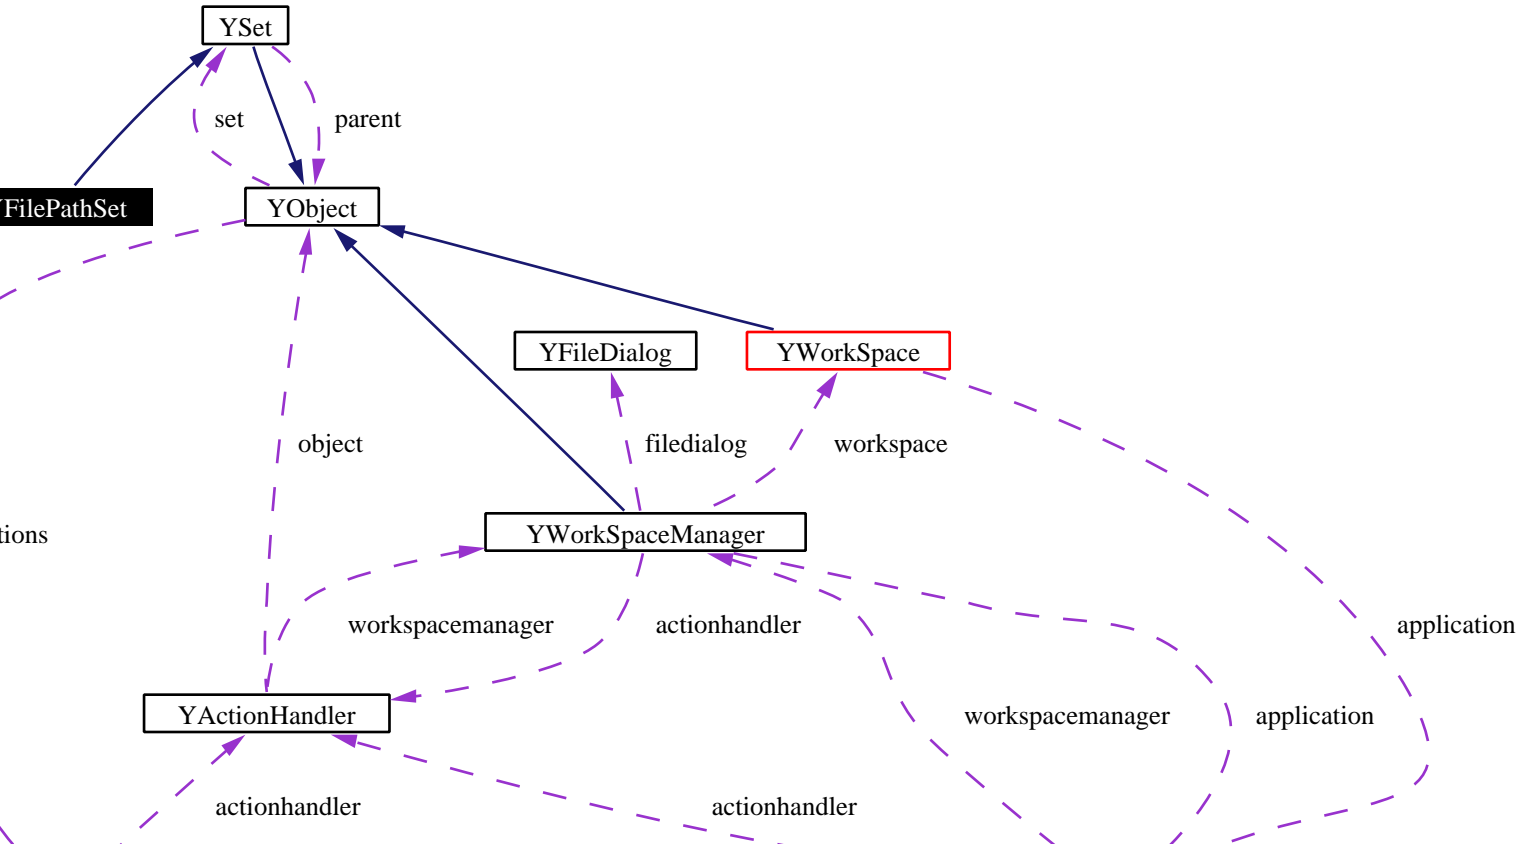 YSet
set
parent
YFilePathSet
YObject
YFileDialog
YWorkSpace
object
filedialog
workspace
tions
YWorkSpaceManager
workspacemanager
actionhandler
application
YActionHandler
workspacemanager
application
actionhandler
actionhandler